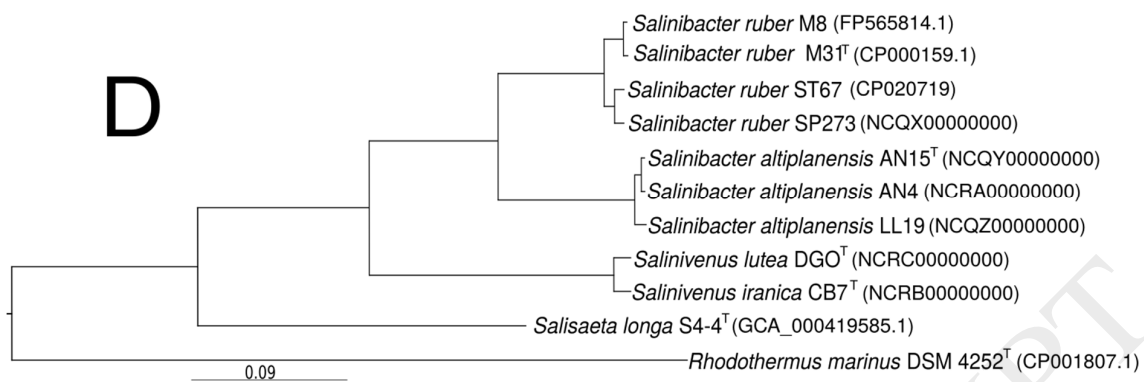 Salinibacter ruber M8 (FP565814.1)
Salinibacter ruber M31T (CP000159.1)
D
Salinibacter ruber ST67 (CP020719)
Salinibacter ruber SP273 (NCQX00000000)
Salinibacter altiplanensis AN15T (NCQY00000000)
Salinibacter altiplanensis AN4 (NCRA00000000)
Salinibacter altiplanensis LL19 (NCQZ00000000)
Salinivenus lutea DGOT (NCRC00000000)
Salinivenus iranica CB7T (NCRB00000000)
Salisaeta longa S4-4T (GCA_000419585.1)
Rhodothermus marinus DSM 4252T (CP001807.1)
0.09
PT